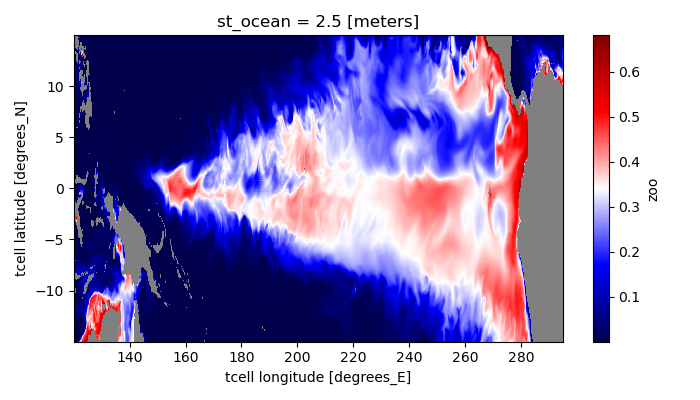 st_ocean = 2.5 [meters]
tcell latitude [degrees_N]
10
5
0
−5
−10
140 160 180 200 220 240 260 280
tcell longitude [degrees_E]
0.6
0.5
0.4
0.3
0.2
0.1
zoo